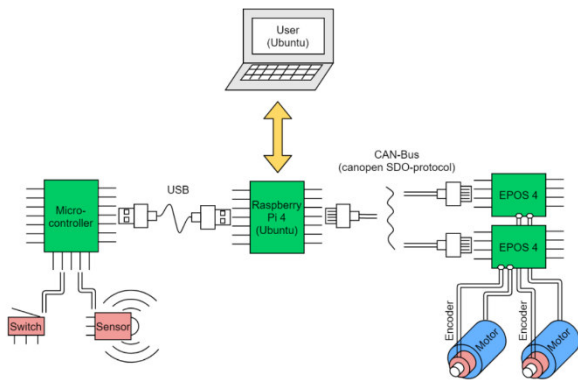 User
(Ubuntu)
CAN-Bus
(canopen SDO-protocol)
USB
Micro-
controller
Raspberry
Pi 4
(Ubuntu)
EPOS 4
EPOS 4
Switch
Sensor
Encoder
Motor
Encoder
Motor